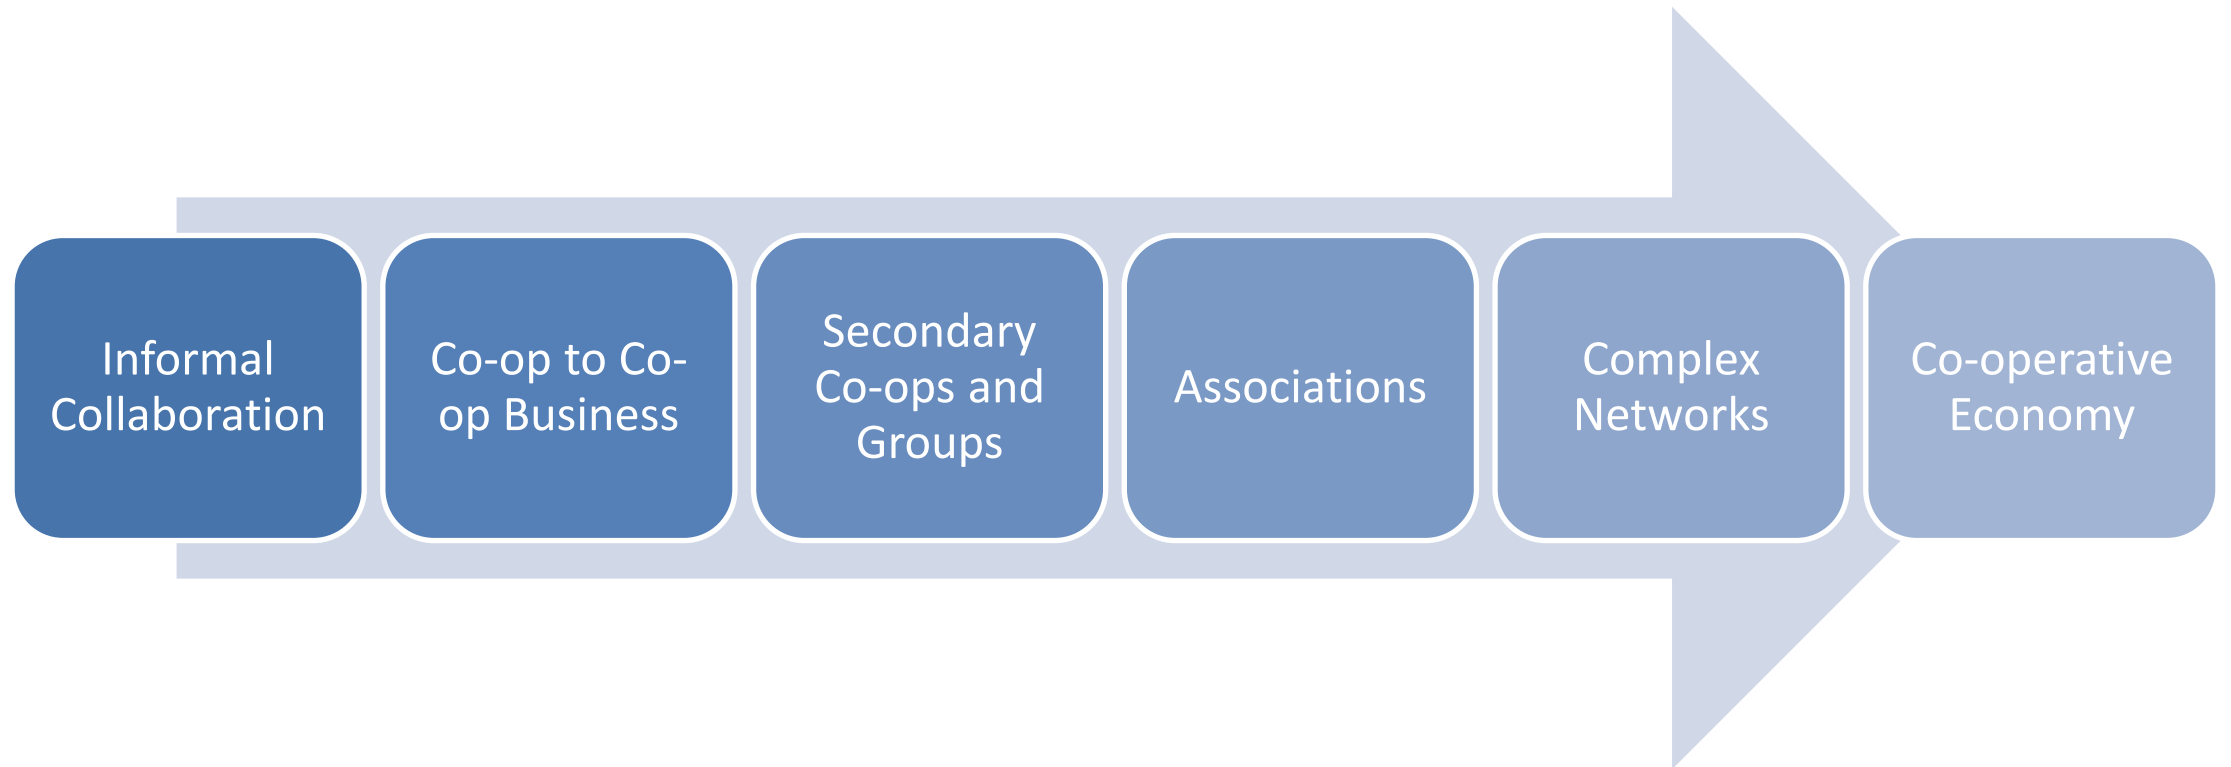 Informal
Collaboration
Co-op to Co-
op Business
Secondary
Co-ops and
Groups
Associations
Complex
Networks
Co-operative
Economy